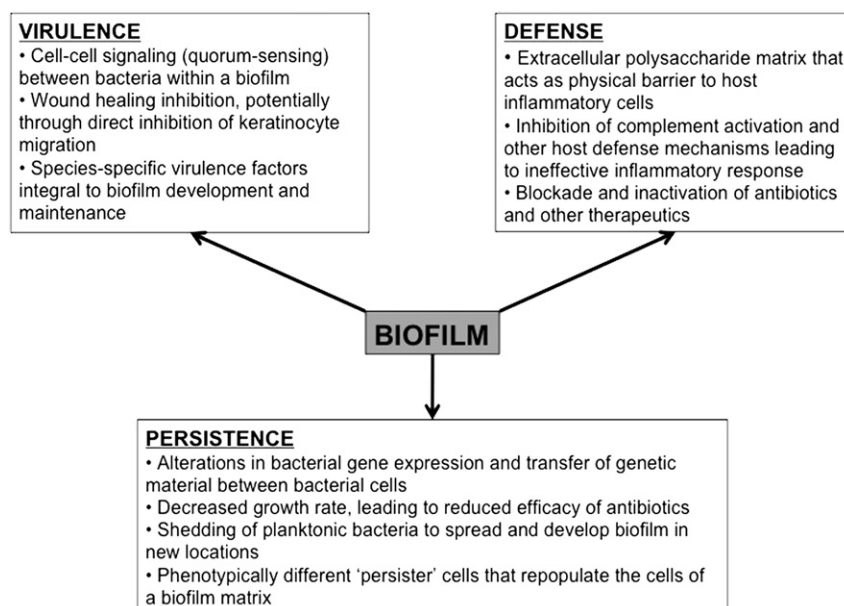 VIRULENCE
• Cell-cell signaling (quorum-sensing)
between bacteria within a biofilm
• Wound healing inhibition, potentially
through direct inhibition of keratinocyte
migration
• Species-specific virulence factors
integral to biofilm development and
maintenance
DEFENSE
• Extracellular polysaccharide matrix that
acts as physical barrier to host
inflammatory cells
• Inhibition of complement activation and
other host defense mechanisms leading
to ineffective inflammatory response
• Blockade and inactivation of antibiotics
and other therapeutics
BIOFILM
PERSISTENCE
• Alterations in bacterial gene expression and transfer of genetic
material between bacterial cells
• Decreased growth rate, leading to reduced efficacy of antibiotics
• Shedding of planktonic bacteria to spread and develop biofilm in
new locations
• Phenotypically different ‘persister’ cells that repopulate the cells of
a biofilm matrix